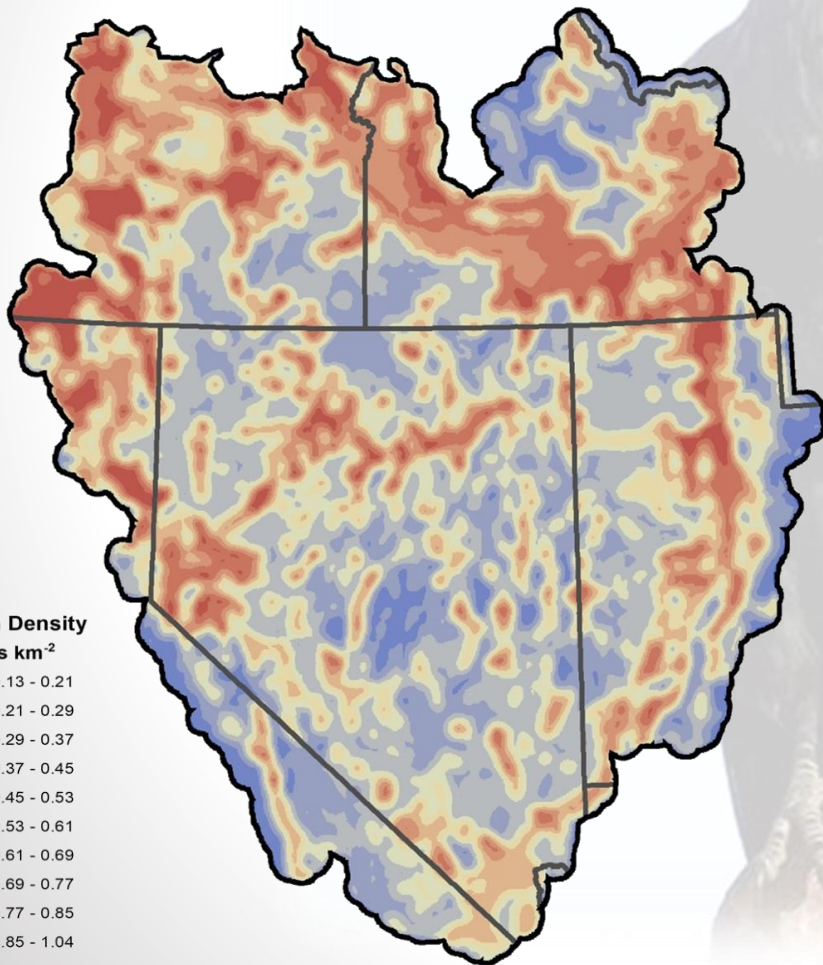 Density
s km-2
.13 - 0.21
.21 - 0.29
.29 - 0.37
.37 - 0.45
.45 - 0.53
.53 - 0.61
.61 - 0.69
.69 - 0.77
.77 - 0.85
.85 - 1.04